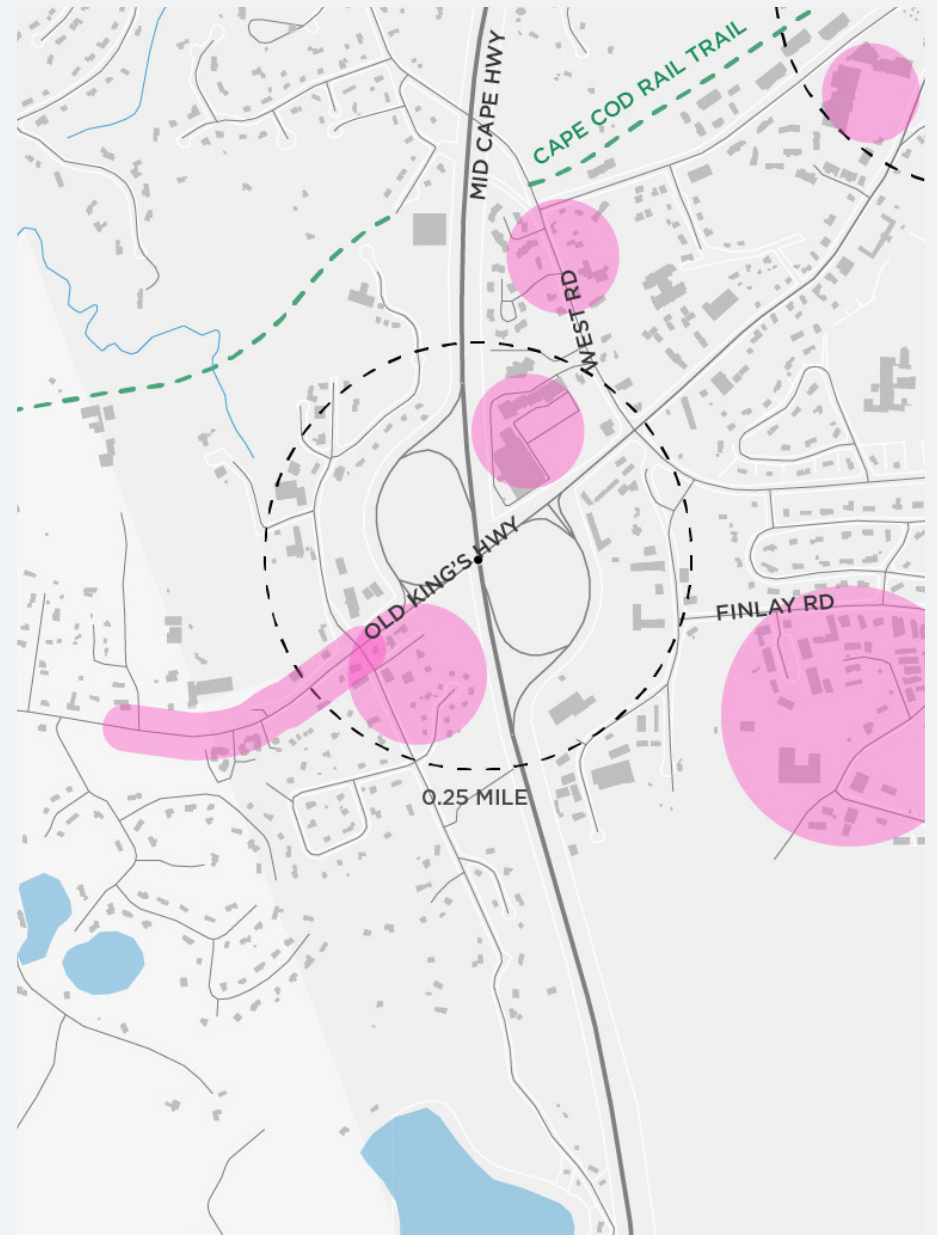 MID CAPE HWY
CAPE COD RAIL TRAIL
WEST RD
OLD KING'S HWY
FINLAY RD
0.25 MILE